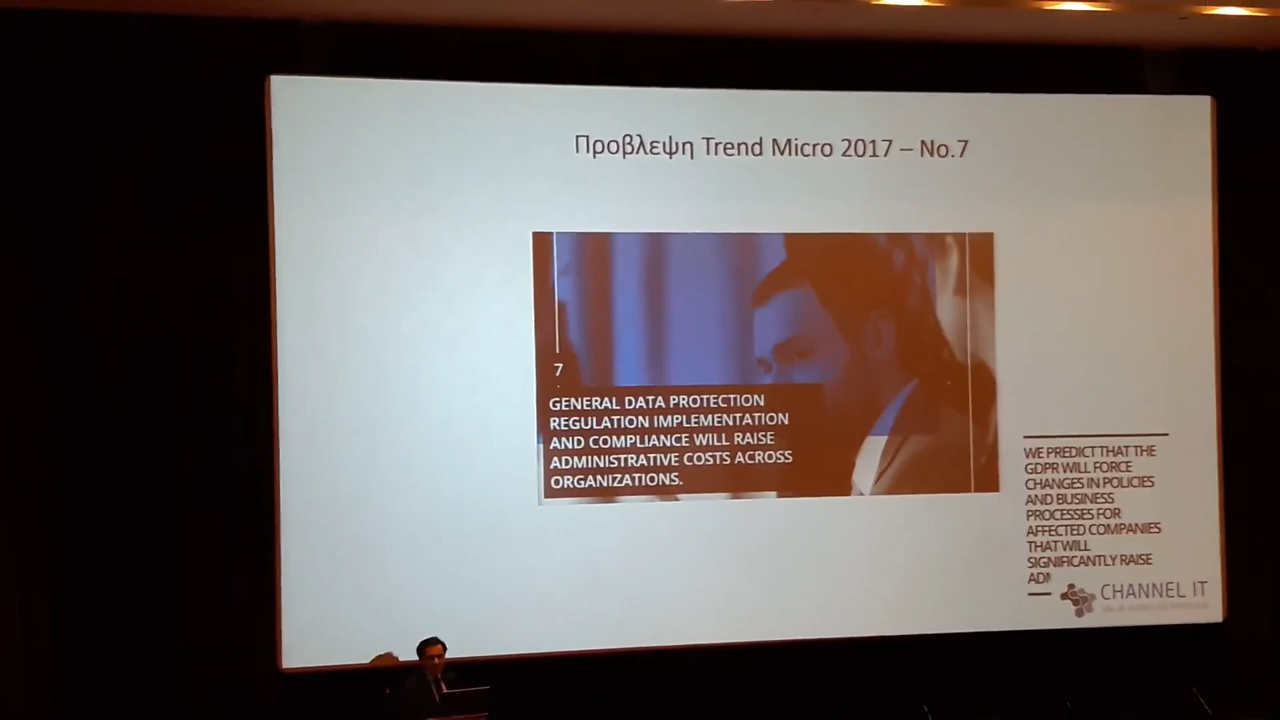 Προβλεψη Trend Micro 2017 – No.7
7
GENERAL DATA PROTECTION
REGULATION IMPLEMENTATION
AND COMPLIANCE WILL RAISE
ADMINISTRATIVE COSTS ACROSS
ORGANIZATIONS.
WE PREDICT THAT THE
GDPR WILL FORCE
CHANGES IN POLICIES
AND BUSINESS
PROCESSES FOR
AFFECTED COMPANIES
THAT WILL
SIGNIFICANTLY RAISE
CHANNEL IT